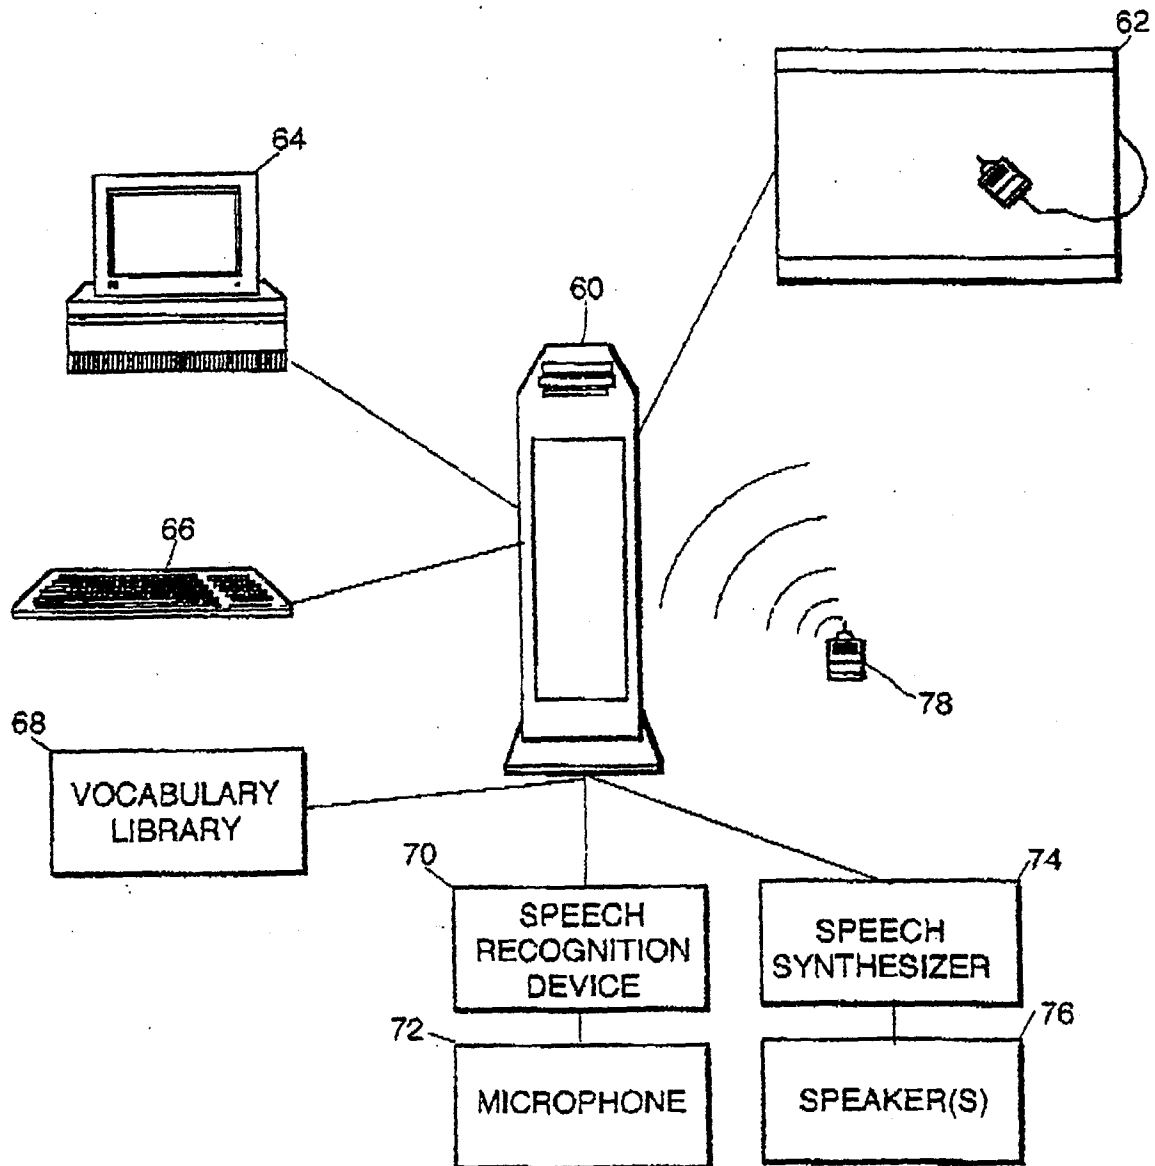 62
64
60
66
78
68
VOCABULARY
LIBRARY
70
SPEECH
RECOGNITION
DEVICE
74
SPEECH
SYNTHESIZER
72
MICROPHONE
76
SPEAKER(S)